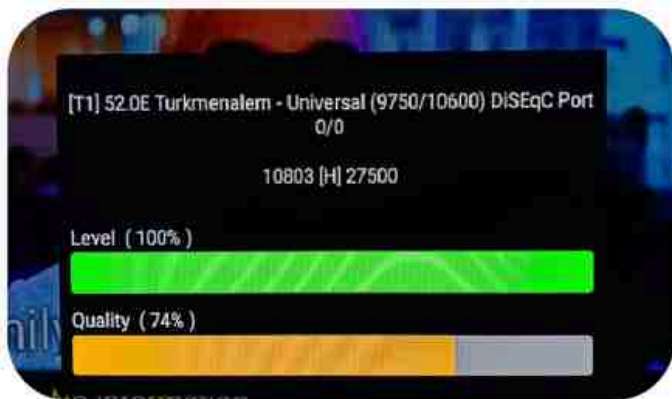 [T1] 52.0E Turkmenalem - Universal (9750/10600) DiSEqC Port
0/0
10803 [H] 27500
Level ( 100% )
Quality ( 74% )